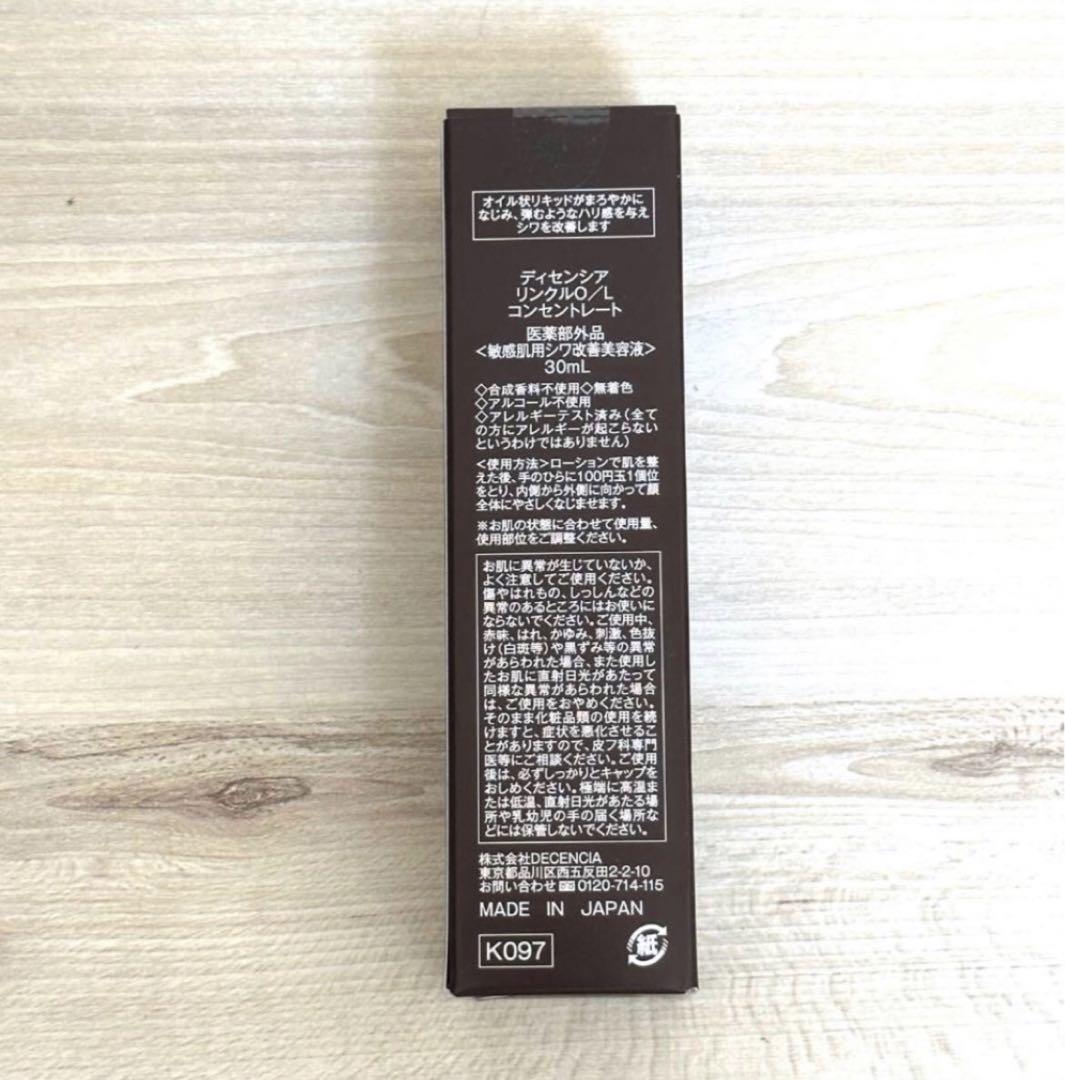 オイル状リキッドがまろやかに
なじみ、弾むようなハリ感を与え
シワを改善します
ディセンシア
リンクルO／L
コンセントレート
医薬部外品
＜敏感肌用シワ改善美容液＞
30mL
◇合成香料不使用◇無着色
◇アルコール不使用
◇アレルギーテスト済み（全て
の方にアレルギーが起こらない
というわけではありません）
＜使用方法＞ローションで肌を整
えた後、手のひらに100円玉1個位
をとり、内側から外側に向かって顔
全体にやさしくなじませます。
※お肌の状態に合わせて使用量、
使用部位をご調整ください。
お肌に異常が生じていないか、
よく注意してご使用ください。
傷やはれもの、しっしんなどの
異常のあるところにはお使いに
ならないでください。ご使用中、
赤味、はれ、かゆみ、刺激、色抜
け（白斑等）や黒ずみ等の異常
があらわれた場合、また使用し
たお肌に直射日光があたって
同様な異常があらわれた場合
は、ご使用をおやめください。
そのまま化粧品類の使用を続
けますと、症状を悪化させるこ
とがありますので、皮フ科専門
医等にご相談ください。ご使用
後は、必ずしっかりとキャップを
おしめください。極端に高温ま
たは低温、直射日光があたる場
所や乳幼児の手の届く場所な
どには保管しないでください。
株式会社DECENCIA
東京都品川区西五反田2-2-10
お問い合わせ 0120-714-115
MADE IN JAPAN
K097
紙